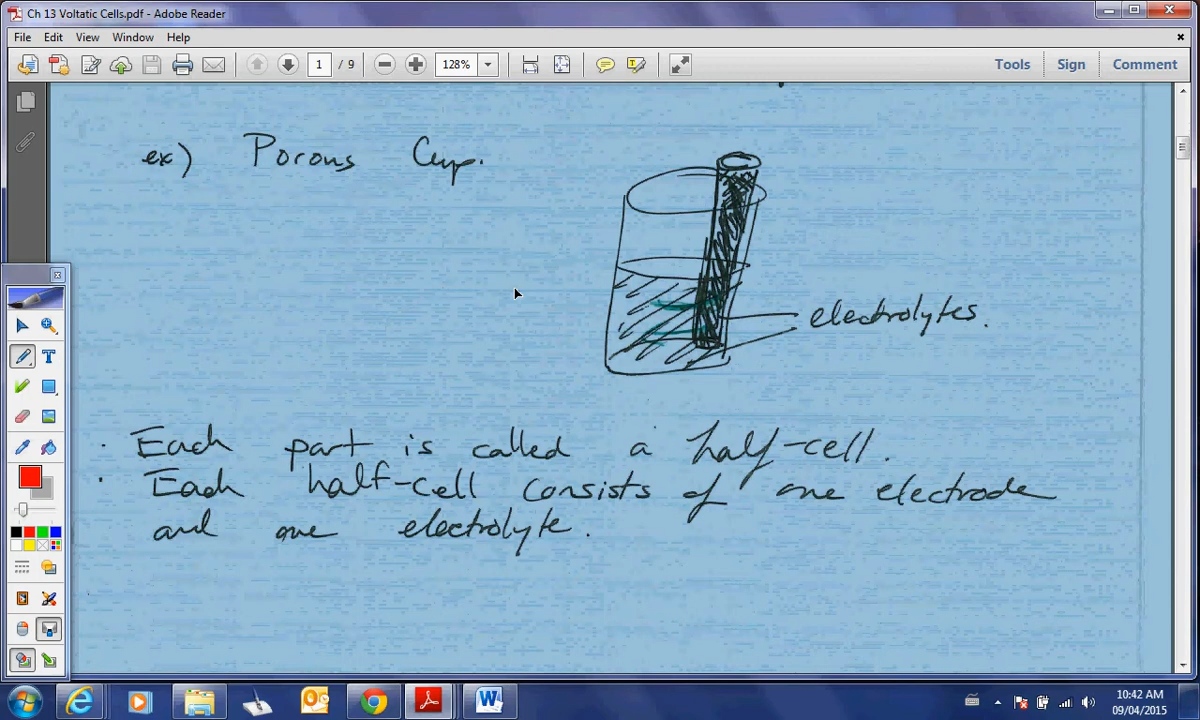 Ch 13 Voltatic Cells.pdf - Adobe Reader
File Edit View Window Help
1 / 9 128% Tools Sign Comment
ex) Porous Cup.
electrolytes.
· Each part is called a half-cell.
· Each half-cell consists of one electrode
and one electrolyte.
10:42 AM
09/04/2015